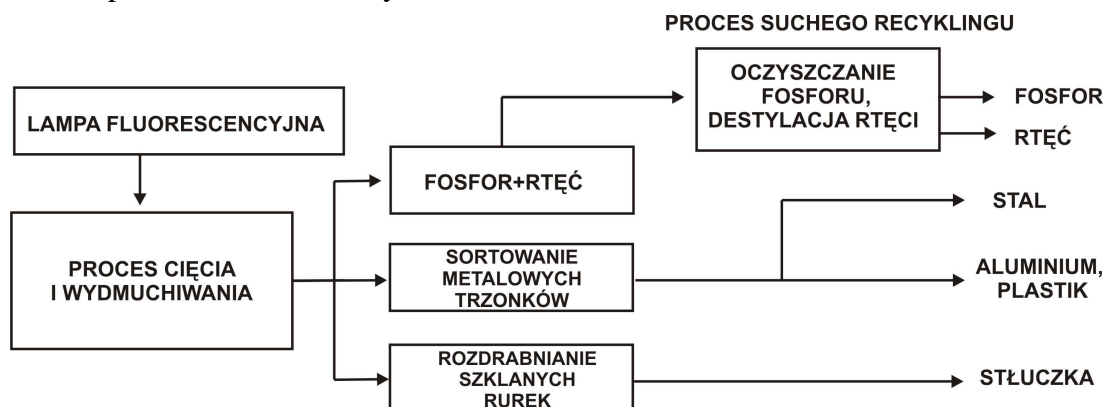 PROCES SUCHEGO RECYKLINGU
LAMPA FLUORESCENCYJNA
PROCES CIĘCIA
I WYDMUCHIWANIA
FOSFOR+RTĘĆ
OCZYSZCZANIE
FOSFORU,
DESTYLACJA RTĘCI
FOSFOR
RTĘĆ
SORTOWANIE
METALOWYCH
TRZONKÓW
STAL
ALUMINIUM,
PLASTIK
ROZDRABNIANIE
SZKLANYCH
RUREK
STŁUCZKA